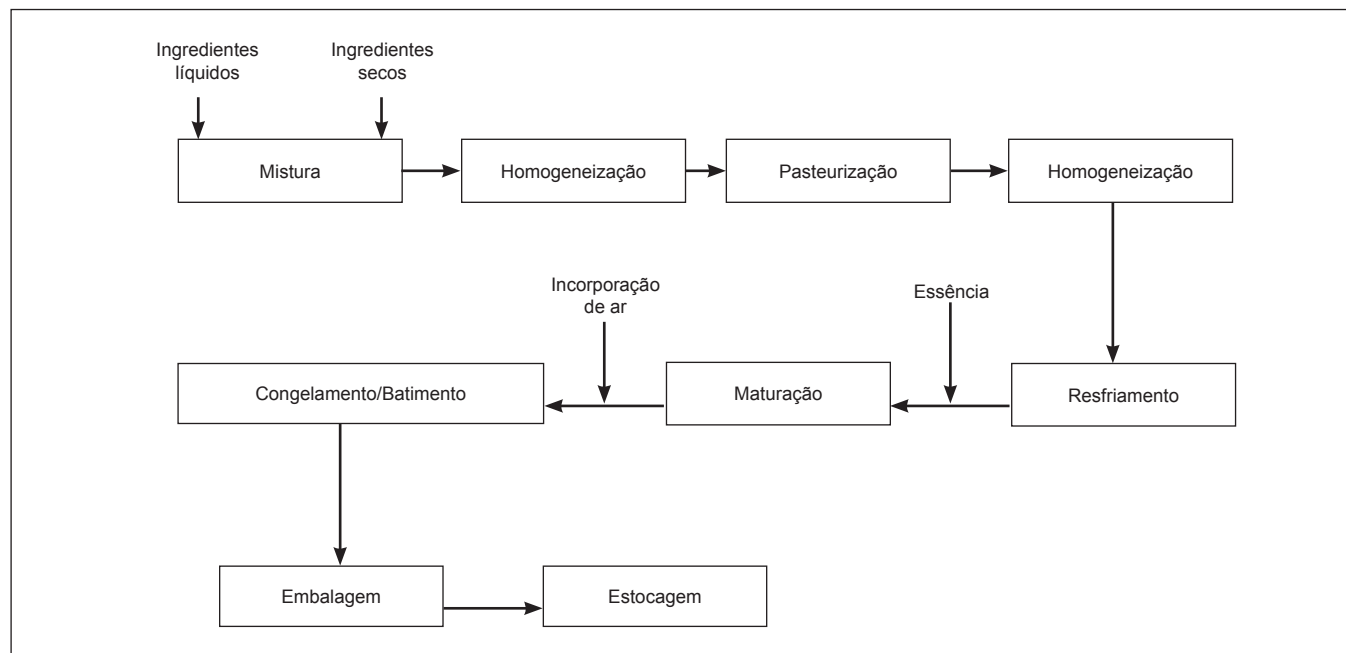 Ingredientes
líquidos
Ingredientes
secos
Mistura
Homogeneização
Pasteurização
Homogeneização
Incorporação
de ar
Essência
Congelamento/Batimento
Maturação
Resfriamento
Embalagem
Estocagem